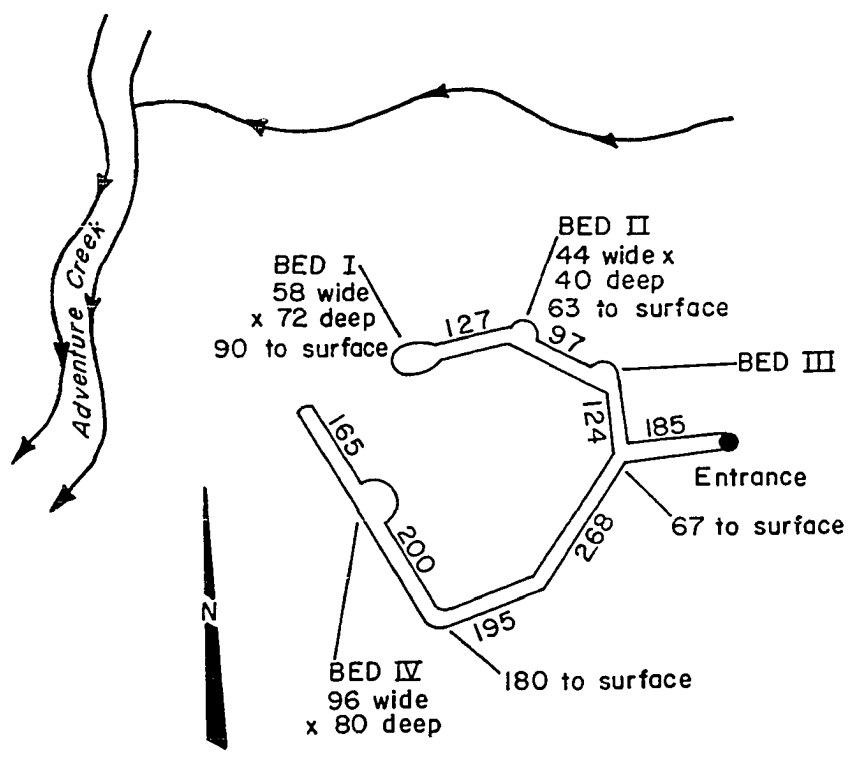 BED II
44 wide x
40 deep
63 to surface
BED I
58 wide
x 72 deep
90 to surface
127
97
BED III
Adventure Creek
165
124
185
Entrance
67 to surface
200
268
N
195
180 to surface
BED IV
96 wide
x 80 deep